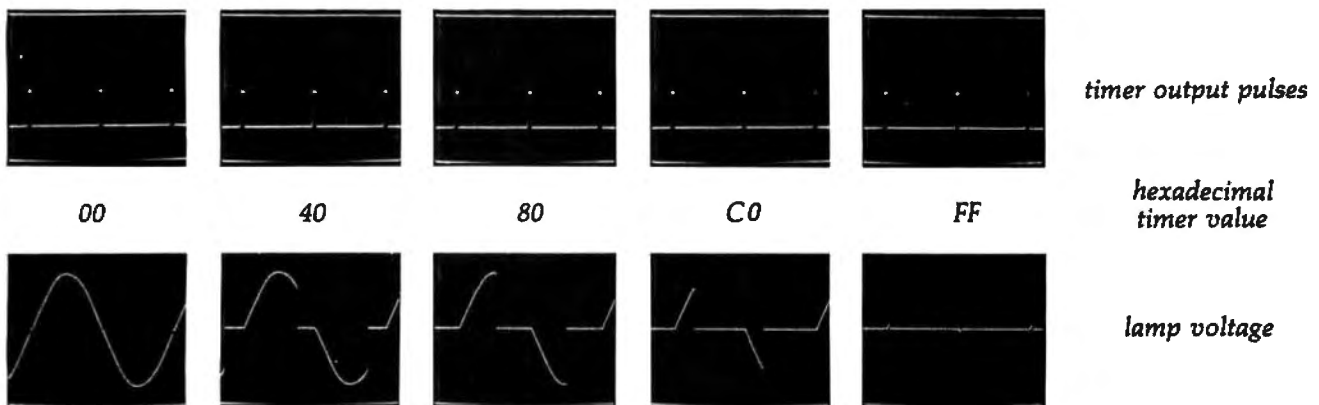 timer output pulses
00 40 80 C0 FF
hexadecimal
timer value
lamp voltage